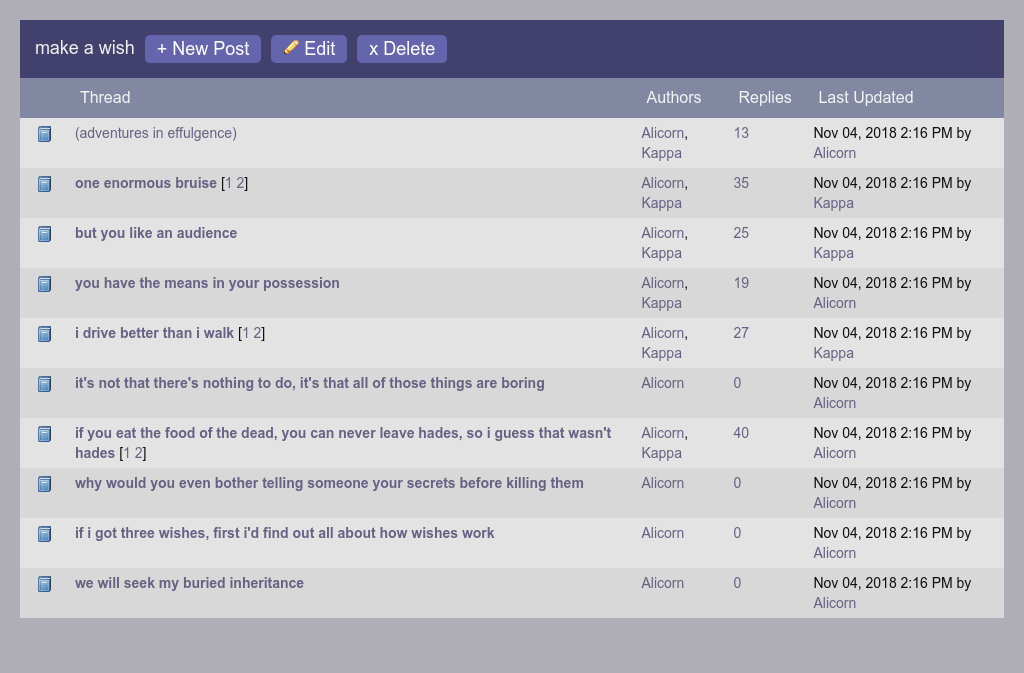 make a wish + New Post Edit x Delete
Thread Authors Replies Last Updated
(adventures in effulgence) Alicorn, 13 Nov 04, 2018 2:16 PM by
Kappa Alicorn
one enormous bruise [1 2] Alicorn, 35 Nov 04, 2018 2:16 PM by
Kappa Kappa
but you like an audience Alicorn, 25 Nov 04, 2018 2:16 PM by
Kappa Kappa
you have the means in your possession Alicorn, 19 Nov 04, 2018 2:16 PM by
Kappa Alicorn
i drive better than i walk [1 2] Alicorn, 27 Nov 04, 2018 2:16 PM by
Kappa Kappa
it's not that there's nothing to do, it's that all of those things are boring Alicorn 0 Nov 04, 2018 2:16 PM by
Alicorn
if you eat the food of the dead, you can never leave hades, so i guess that wasn't Alicorn, 40 Nov 04, 2018 2:16 PM by
hades [1 2] Kappa Alicorn
why would you even bother telling someone your secrets before killing them Alicorn 0 Nov 04, 2018 2:16 PM by
Alicorn
if i got three wishes, first i'd find out all about how wishes work Alicorn 0 Nov 04, 2018 2:16 PM by
Alicorn
we will seek my buried inheritance Alicorn 0 Nov 04, 2018 2:16 PM by
Alicorn